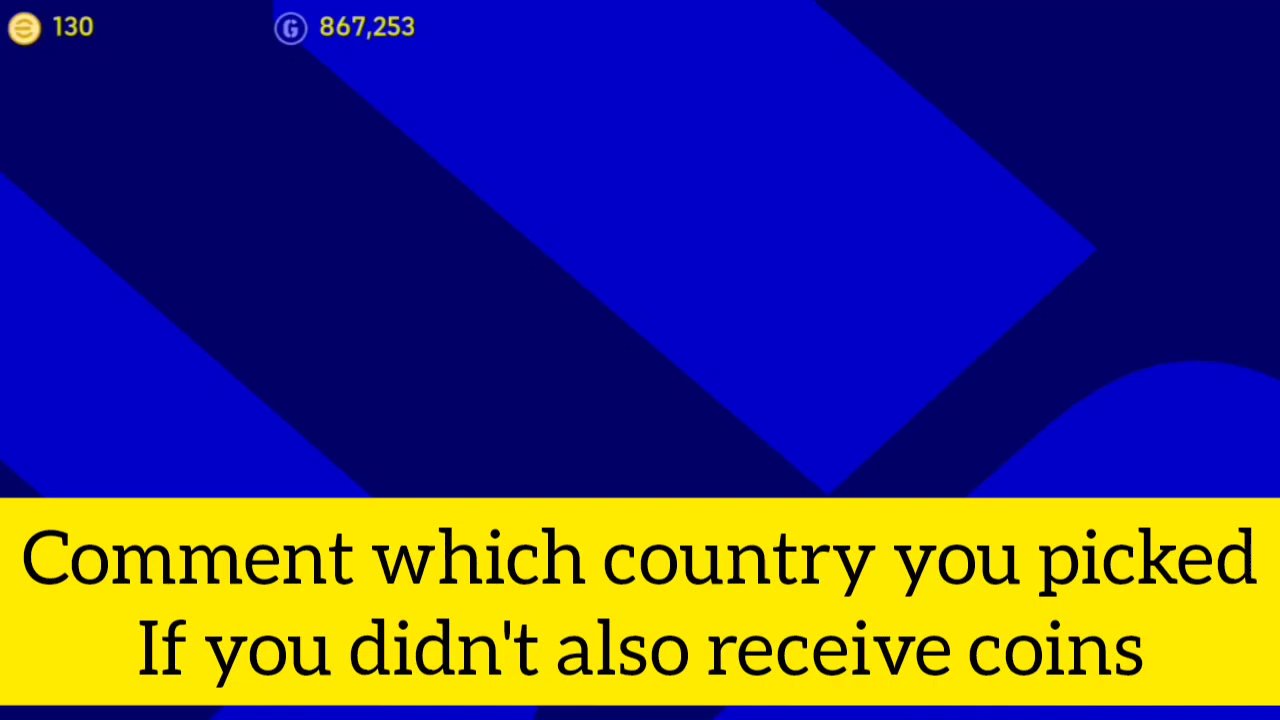 130 867,253
Comment which country you picked
If you didn't also receive coins